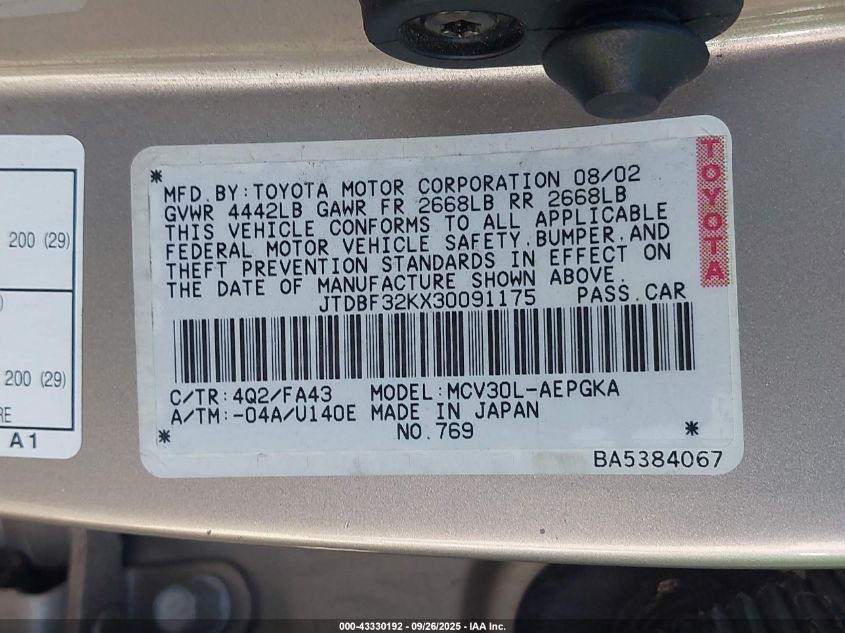 200 (29)
200 (29)
RE
A1
* MFD.BY:TOYOTA MOTOR CORPORATION 08/02
GVWR 4442LB GAWR FR 2668LB RR 2668LB
THIS VEHICLE CONFORMS TO ALL APPLICABLE
FEDERAL MOTOR VEHICLE SAFETY,BUMPER,AND
THEFT PREVENTION STANDARDS IN EFFECT ON
THE DATE OF MANUFACTURE SHOWN ABOVE.
JTDBF32KX30091175 PASS.CAR
TOYOTA
C/TR:4Q2/FA43 MODEL:MCV30L-AEPGKA
A/TM:-04A/U140E MADE IN JAPAN
* NO.769 *
BA5384067
000-43330192 - 09/26/2025 - IAA Inc.